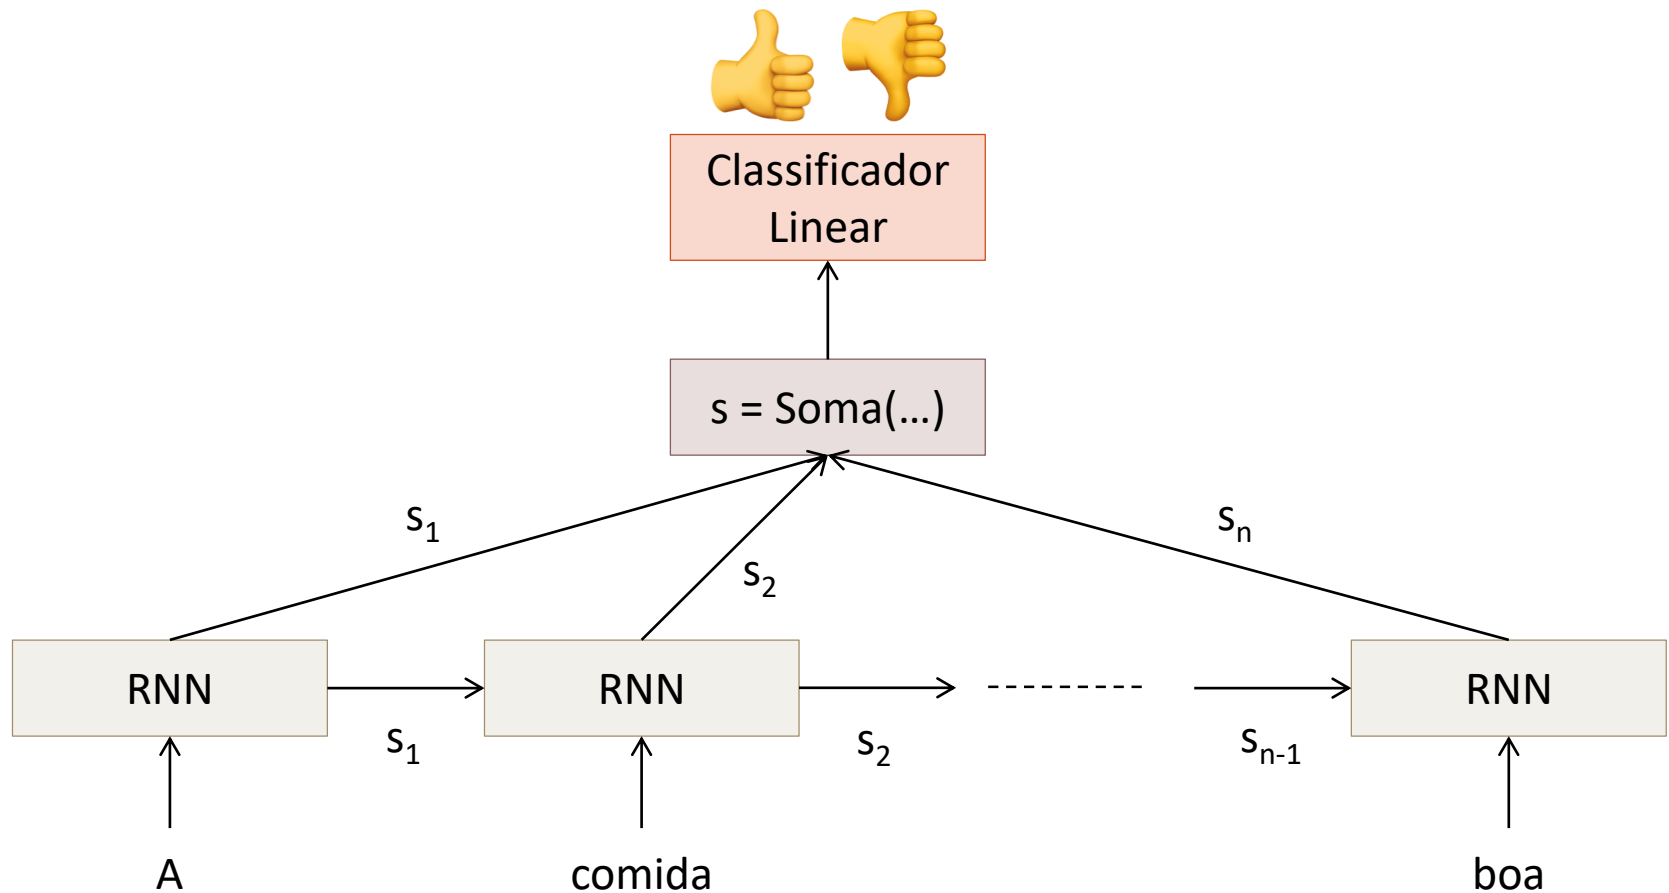 Classificador
Linear
s = Soma(...)
s1
s2
sn
RNN
RNN
RNN
s1
s2
sn-1
A
comida
boa